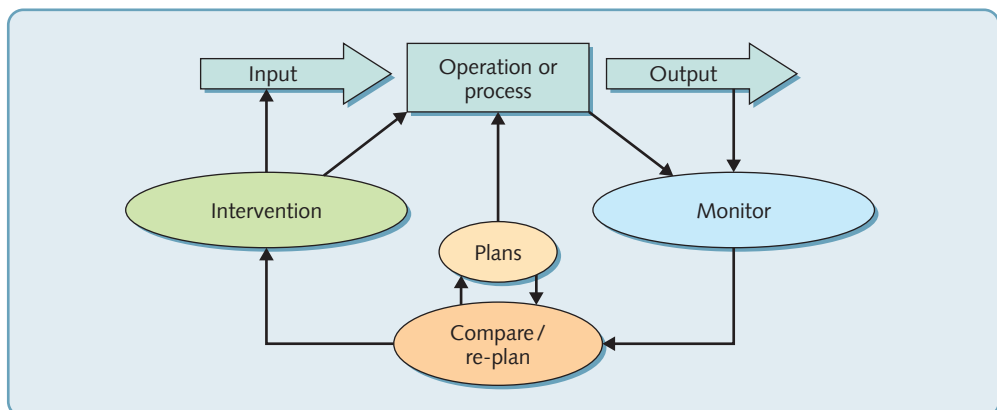 Input
Operation or
process
Output
Intervention
Monitor
Plans
Compare/
re-plan